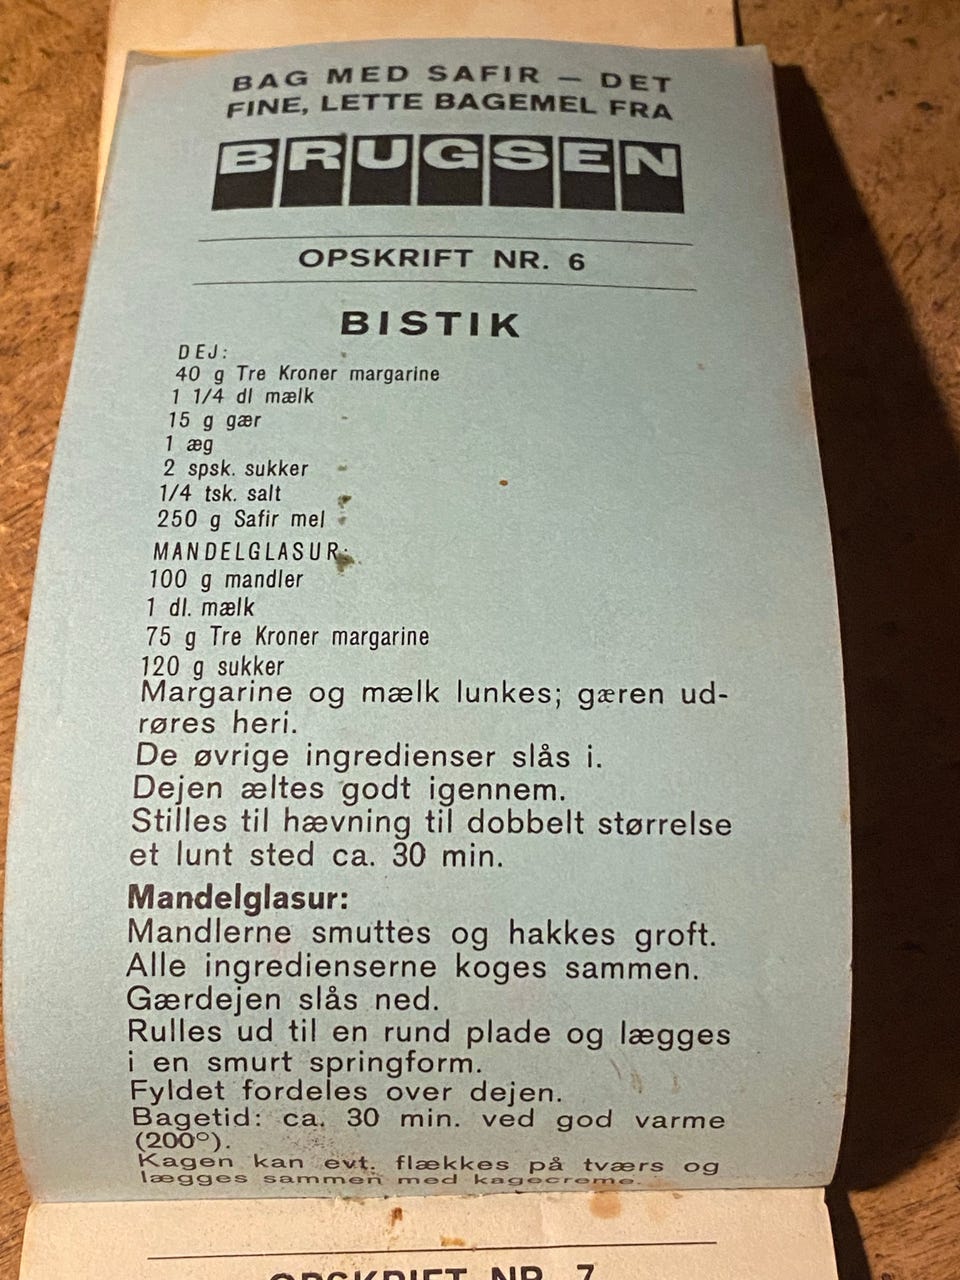 BAG MED SAFIR — DET
FINE, LETTE BAGEMEL FRA
BRUGSEN
OPSKRIFT NR. 6
BISTIK
DEJ:
40 g Tre Kroner margarine
1 1/4 dl mælk
15 g gær
1 æg
2 spsk. sukker
1/4 tsk. salt
250 g Safir mel
MANDELGLASUR:
100 g mandler
1 dl. mælk
75 g Tre Kroner margarine
120 g sukker
Margarine og mælk lunkes; gæren ud-
røres heri.
De øvrige ingredienser slås i.
Dejen æltes godt igennem.
Stilles til hævning til dobbelt størrelse
et lunt sted ca. 30 min.
Mandelglasur:
Mandlerne smuttes og hakkes groft.
Alle ingredienserne koges sammen.
Gærdejen slås ned.
Rulles ud til en rund plade og lægges
i en smurt springform.
Fyldet fordeles over dejen.
Bagetid: ca. 30 min. ved god varme
(200°).
Kagen kan evt. flækkes på tværs og
lægges sammen med kagecreme.
OPSKRIFT NR. 7